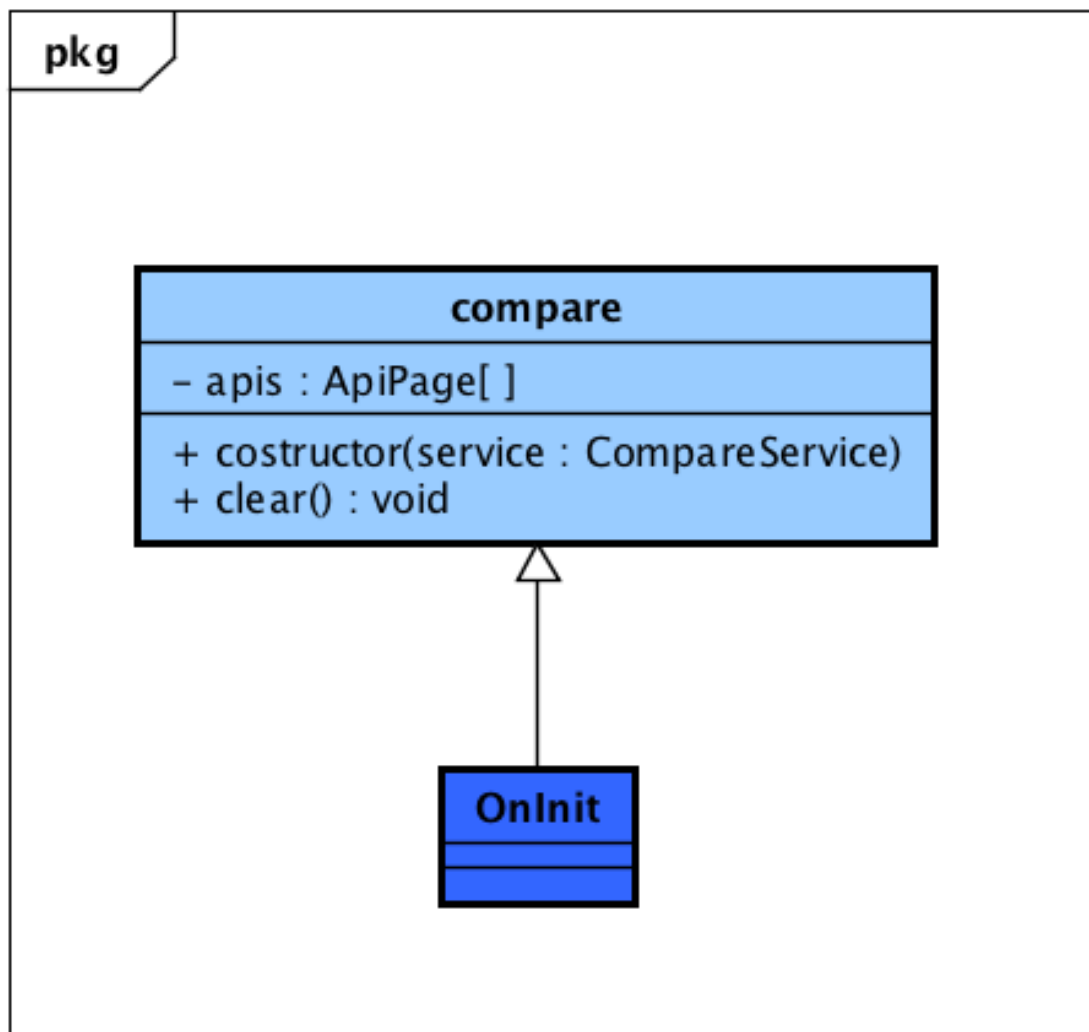 pkg
compare
– apis : ApiPage[ ]
+ costructor(service : CompareService)
+ clear() : void
OnInit